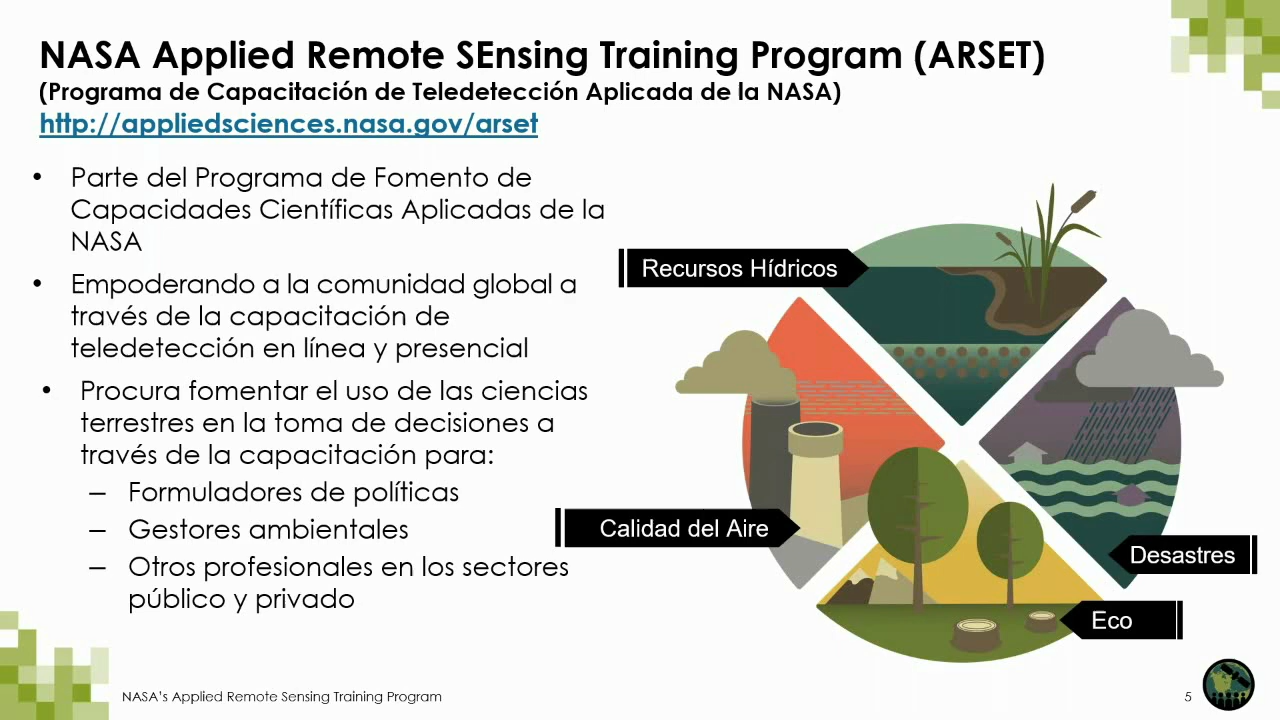 NASA Applied Remote SEnsing Training Program (ARSET)
(Programa de Capacitación de Teledetección Aplicada de la NASA)
http://appliedsciences.nasa.gov/arset
• Parte del Programa de Fomento de
Capacidades Científicas Aplicadas de la
NASA
• Empoderando a la comunidad global a
través de la capacitación de
teledetección en línea y presencial
• Procura fomentar el uso de las ciencias
terrestres en la toma de decisiones a
través de la capacitación para:
– Formuladores de políticas
– Gestores ambientales
– Otros profesionales en los sectores
público y privado
Recursos Hídricos
Calidad del Aire
Desastres
Eco
NASA's Applied Remote Sensing Training Program
5